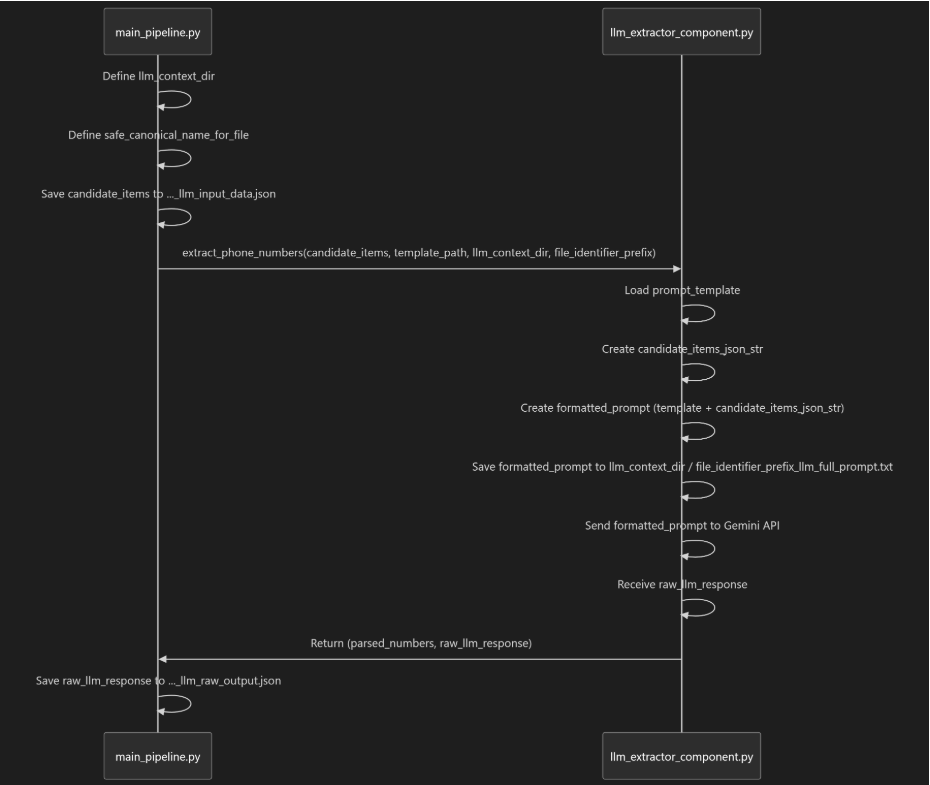 main_pipeline.py
llm_extractor_component.py
Define llm_context_dir
Define safe_canonical_name_for_file
Save candidate_items to ..._llm_input_data.json
extract_phone_numbers(candidate_items, template_path, llm_context_dir, file_identifier_prefix)
Load prompt_template
Create candidate_items_json_str
Create formatted_prompt (template + candidate_items_json_str)
Save formatted_prompt to llm_context_dir / file_identifier_prefix_llm_full_prompt.txt
Send formatted_prompt to Gemini API
Receive raw_llm_response
Return (parsed_numbers, raw_llm_response)
Save raw_llm_response to ..._llm_raw_output.json
main_pipeline.py
llm_extractor_component.py